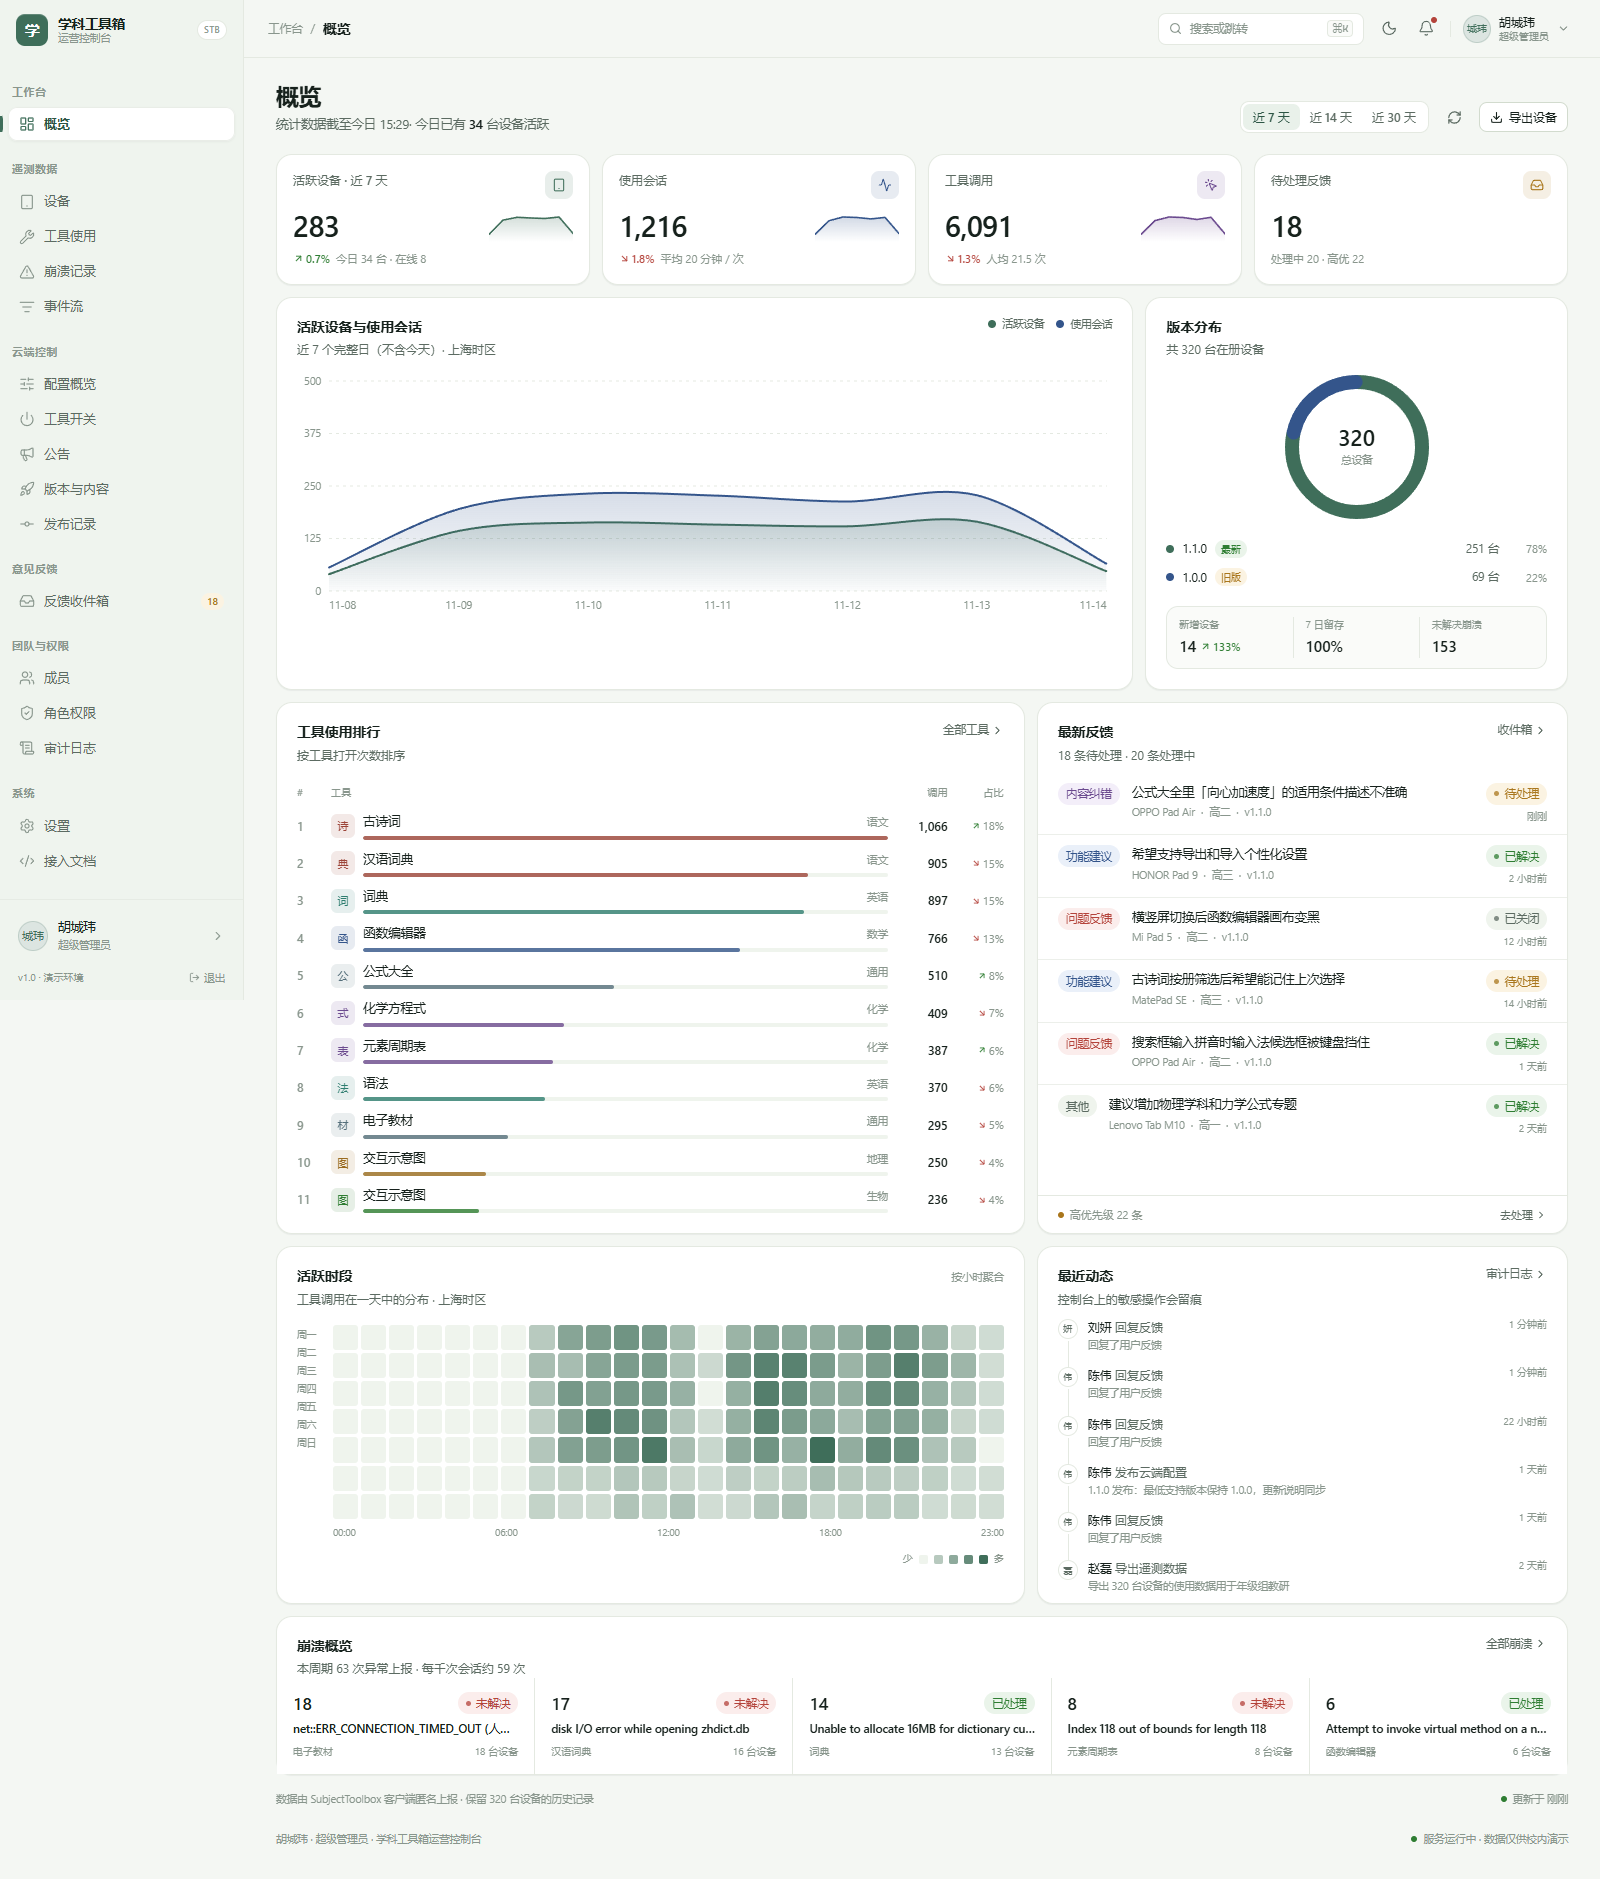 学
学科工具箱
运营控制台
STB
工作台
概览
遥测数据
设备
工具使用
崩溃记录
事件流
云端控制
配置概览
工具开关
公告
版本与内容
发布记录
意见反馈
反馈收件箱
18
团队与权限
成员
角色权限
审计日志
系统
设置
接入文档
城玮
胡城玮
超级管理员
v1.0 · 演示环境
退出
工作台 / 概览
搜索或跳转
⌘K
城玮
胡城玮
超级管理员
概览
统计数据截至今日 15:29· 今日已有 34 台设备活跃
近 7 天
近 14 天
近 30 天
导出设备
活跃设备 · 近 7 天
283
0.7% 今日 34 台 · 在线 8
使用会话
1,216
1.8% 平均 20 分钟 / 次
工具调用
6,091
1.3% 人均 21.5 次
待处理反馈
18
处理中 20 · 高优 22
活跃设备与使用会话
近 7 个完整日（不含今天）· 上海时区
活跃设备
使用会话
500
375
250
125
0
11-08
11-09
11-10
11-11
11-12
11-13
11-14
版本分布
共 320 台在册设备
320
总设备
1.1.0 最新 251 台 78%
1.0.0 旧版 69 台 22%
新增设备
14 133%
7 日留存
100%
未解决崩溃
153
工具使用排行
按工具打开次数排序
全部工具
# 工具 调用 占比
1 诗 古诗词 语文 1,066 18%
2 典 汉语词典 语文 905 15%
3 词 词典 英语 897 15%
4 函 函数编辑器 数学 766 13%
5 公 公式大全 通用 510 8%
6 式 化学方程式 化学 409 7%
7 表 元素周期表 化学 387 6%
8 法 语法 英语 370 6%
9 材 电子教材 通用 295 5%
10 图 交互示意图 地理 250 4%
11 图 交互示意图 生物 236 4%
最新反馈
18 条待处理 · 20 条处理中
收件箱
内容纠错 公式大全里「向心加速度」的适用条件描述不准确 待处理
OPPO Pad Air · 高二 · v1.1.0 刚刚
功能建议 希望支持导出和导入个性化设置 已解决
HONOR Pad 9 · 高三 · v1.1.0 2 小时前
问题反馈 横竖屏切换后函数编辑器画布变黑 已关闭
Mi Pad 5 · 高二 · v1.1.0 12 小时前
功能建议 古诗词按册筛选后希望能记住上次选择 待处理
MatePad SE · 高三 · v1.1.0 14 小时前
问题反馈 搜索框输入拼音时输入法候选框被键盘挡住 已解决
OPPO Pad Air · 高二 · v1.1.0 1 天前
其他 建议增加物理学科和力学公式专题 已解决
Lenovo Tab M10 · 高一 · v1.1.0 2 天前
高优先级 22 条
去处理
活跃时段
工具调用在一天中的分布 · 上海时区
按小时聚合
周一
周二
周三
周四
周五
周六
周日
00:00
06:00
12:00
18:00
23:00
少
多
最近动态
控制台上的敏感操作会留痕
审计日志
妍 刘妍 回复反馈 1 分钟前
回复了用户反馈
伟 陈伟 回复反馈 1 分钟前
回复了用户反馈
伟 陈伟 回复反馈 22 小时前
回复了用户反馈
伟 陈伟 发布云端配置 1 天前
1.1.0 发布：最低支持版本保持 1.0.0，更新说明同步
伟 陈伟 回复反馈 1 天前
回复了用户反馈
磊 赵磊 导出遥测数据 2 天前
导出 320 台设备的使用数据用于年级组教研
崩溃概览
本周期 63 次异常上报 · 每千次会话约 59 次
全部崩溃
18 未解决
net::ERR_CONNECTION_TIMED_OUT (人...
电子教材 18 台设备
17 未解决
disk I/O error while opening zhdict.db
汉语词典 16 台设备
14 已处理
Unable to allocate 16MB for dictionary cu...
词典 13 台设备
8 未解决
Index 118 out of bounds for length 118
元素周期表 8 台设备
6 已处理
Attempt to invoke virtual method on a n...
函数编辑器 6 台设备
数据由 SubjectToolbox 客户端匿名上报 · 保留 320 台设备的历史记录
更新于 刚刚
胡城玮 · 超级管理员 · 学科工具箱运营控制台
服务运行中 · 数据仅供校内演示